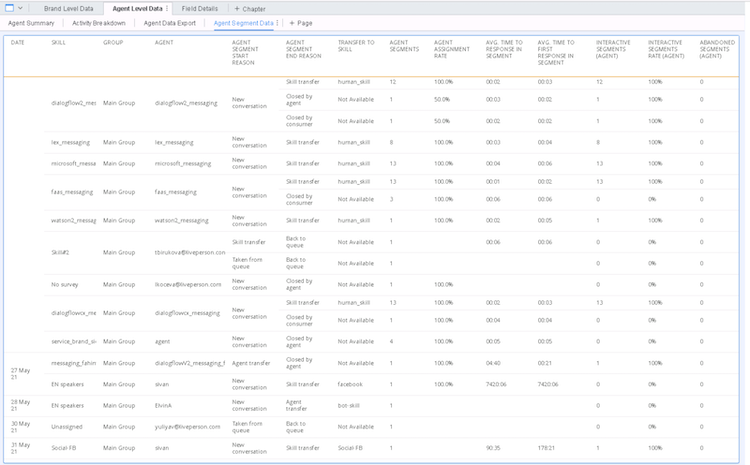 Brand Level Data Agent Level Data Field Details + Chapter
Agent Summary Activity Breakdown Agent Data Export Agent Segment Data + Page
DATE SKILL GROUP AGENT AGENT SEGMENT START REASON AGENT SEGMENT END REASON TRANSFER TO SKILL AGENT SEGMENTS AGENT ASSIGNMENT RATE AVG. TIME TO RESPONSE IN SEGMENT AVG. TIME TO FIRST RESPONSE IN SEGMENT INTERACTIVE SEGMENTS (AGENT) INTERACTIVE SEGMENTS RATE (AGENT) ABANDONED SEGMENTS (AGENT)
Skill transfer human_skill 12 100.0% 00:02 00:03 12 100% 0
dialogflow2_mes Main Group dialogflow2_messaging New conversation Closed by agent Not Available 1 50.0% 00:03 00:02 1 100% 0
Closed by consumer Not Available 1 50.0% 00:02 00:02 1 100% 0
lex_messaging Main Group lex_messaging New conversation Skill transfer human_skill 8 100.0% 00:03 00:04 8 100% 0
microsoft_messa Main Group microsoft_messaging New conversation Skill transfer human_skill 13 100.0% 00:04 00:06 13 100% 0
faas_messaging Main Group faas_messaging New conversation Skill transfer human_skill 13 100.0% 00:01 00:02 13 100% 0
Closed by consumer Not Available 3 100.0% 00:06 00:06 0 0% 0
watson2_messag Main Group watson2_messaging New conversation Skill transfer human_skill 1 100.0% 00:02 00:05 1 100% 0
Skill#2 Main Group tbirukova@liveperson.con Skill transfer Back to queue Not Available 1 00:06 00:06 0 0% 0
Taken from queue Back to queue Not Available 1 0 0% 0
No survey Main Group lkoceva@liveperson.com New conversation Closed by agent Not Available 1 100.0% 0 0% 0
dialogflowcx_me Main Group dialogflowcx_messaging New conversation Skill transfer human_skill 13 100.0% 00:02 00:03 13 100% 0
Closed by consumer Not Available 1 100.0% 00:04 00:04 0 0% 0
service_brand_si Main Group agent New conversation Closed by agent Not Available 100.0% 00:05 00:05 0 0% 0
27 May 21 messaging_fahim Main Group dialogflowV2_messaging_f Agent transfer Closed by agent Not Available 1 100.0% 04:40 00:21 1 100% 0
EN speakers Main Group sivan New conversation Skill transfer facebook 1 100.0% 7420:06 7420:06 0 0% 0
28 May 21 EN speakers Main Group ElvinA New conversation Agent transfer bot-skill 1 0 0% 0
30 May 21 Unassigned Main Group yuliyav@liveperson.com Taken from queue Back to queue Not Available 1 0 0% 0
31 May 21 Social-FB Main Group sivan New conversation Skill transfer Social-FB 1 90:35 178:21 1 100% 0